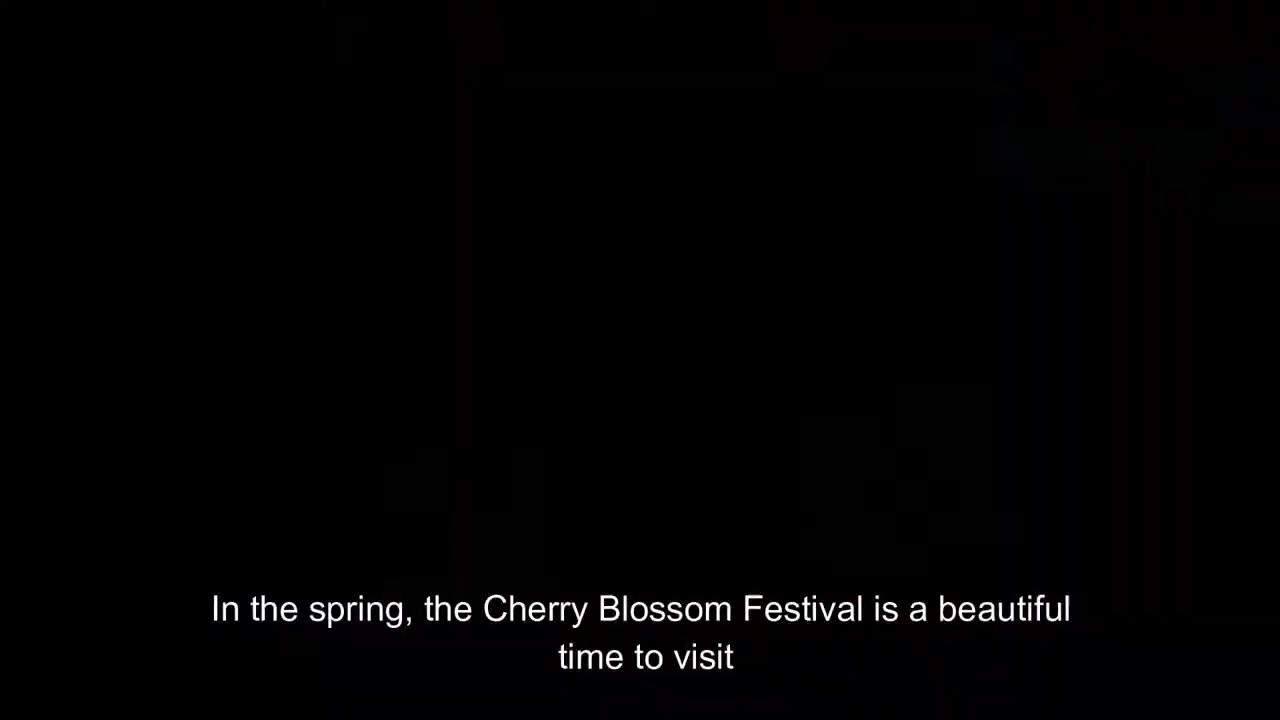 In the spring, the Cherry Blossom Festival is a beautiful
time to visit